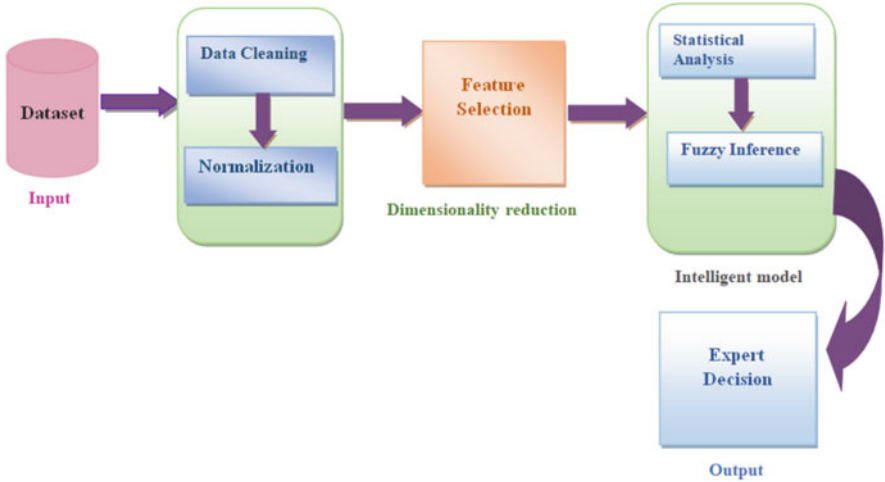 Dataset
Input
Data Cleaning
Normalization
Feature
Selection
Dimensionality reduction
Statistical
Analysis
Fuzzy Inference
Intelligent model
Expert
Decision
Output